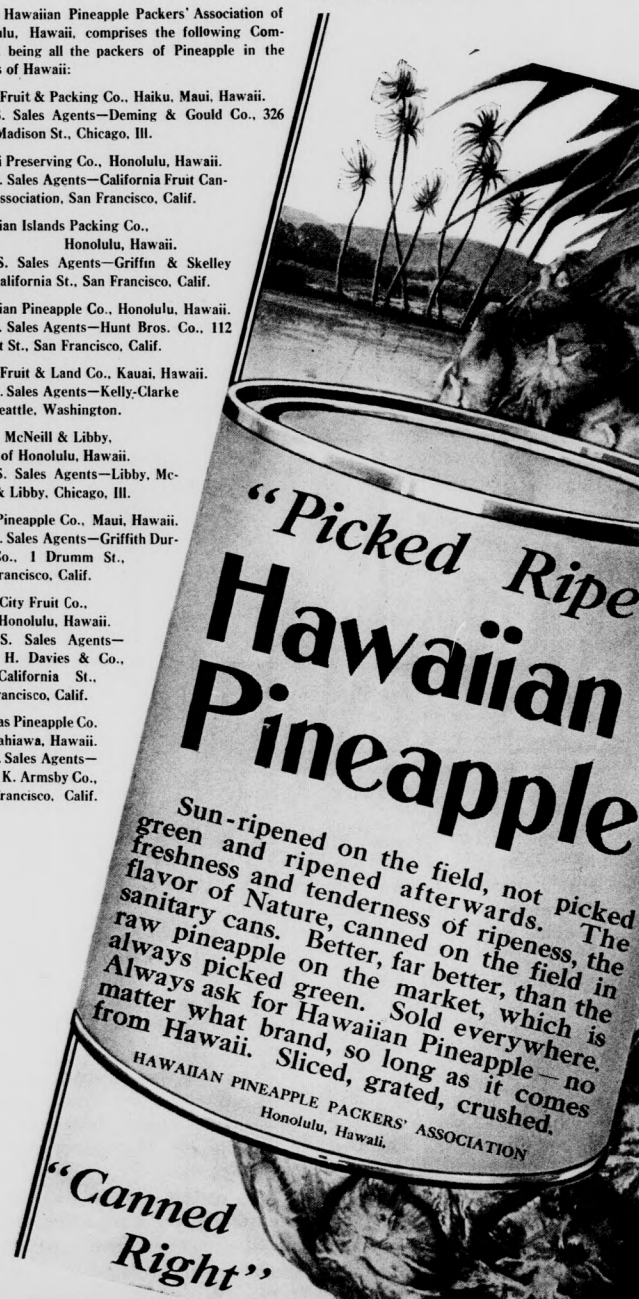 Hawaiian Pineapple Packers' Association of
lu, Hawaii, comprises the following Com-
being all the packers of Pineapple in the
s of Hawaii:
Fruit & Packing Co., Haiku, Maui, Hawaii.
S. Sales Agents—Deming & Gould Co., 326
Madison St., Chicago, Ill.
i Preserving Co., Honolulu, Hawaii.
. Sales Agents—California Fruit Can-
ssociation, San Francisco, Calif.
ian Islands Packing Co.,
Honolulu, Hawaii.
S. Sales Agents—Griffin & Skelley
alifornia St., San Francisco, Calif.
ian Pineapple Co., Honolulu, Hawaii.
. Sales Agents—Hunt Bros. Co., 112
t St., San Francisco, Calif.
Fruit & Land Co., Kauai, Hawaii.
. Sales Agents—Kelly-Clarke
eattle, Washington.
McNeill & Libby,
of Honolulu, Hawaii.
S. Sales Agents—Libby, Mc-
& Libby, Chicago, Ill.
Pineapple Co., Maui, Hawaii.
. Sales Agents—Griffith Dur-
Co., 1 Drumm St.,
rancisco, Calif.
City Fruit Co.,
Honolulu, Hawaii.
S. Sales Agents—
H. Davies & Co.,
California St.,
rancisco, Calif.
as Pineapple Co.
ahiawa, Hawaii.
. Sales Agents—
K. Armsby Co.,
rancisco, Calif.
"Picked Ripe
Hawaiian
Pineapple
Sun-ripened on the field, not picked
green and ripened afterwards. The
freshness and tenderness of ripeness, the
flavor of Nature, canned on the field in
sanitary cans. Better, far better, than the
raw pineapple on the market, which is
always picked green. Sold everywhere.
Always ask for Hawaiian Pineapple—no
matter what brand, so long as it comes
from Hawaii. Sliced, grated, crushed.
HAWAIIAN PINEAPPLE PACKERS' ASSOCIATION
Honolulu, Hawaii.
"Canned
Right"